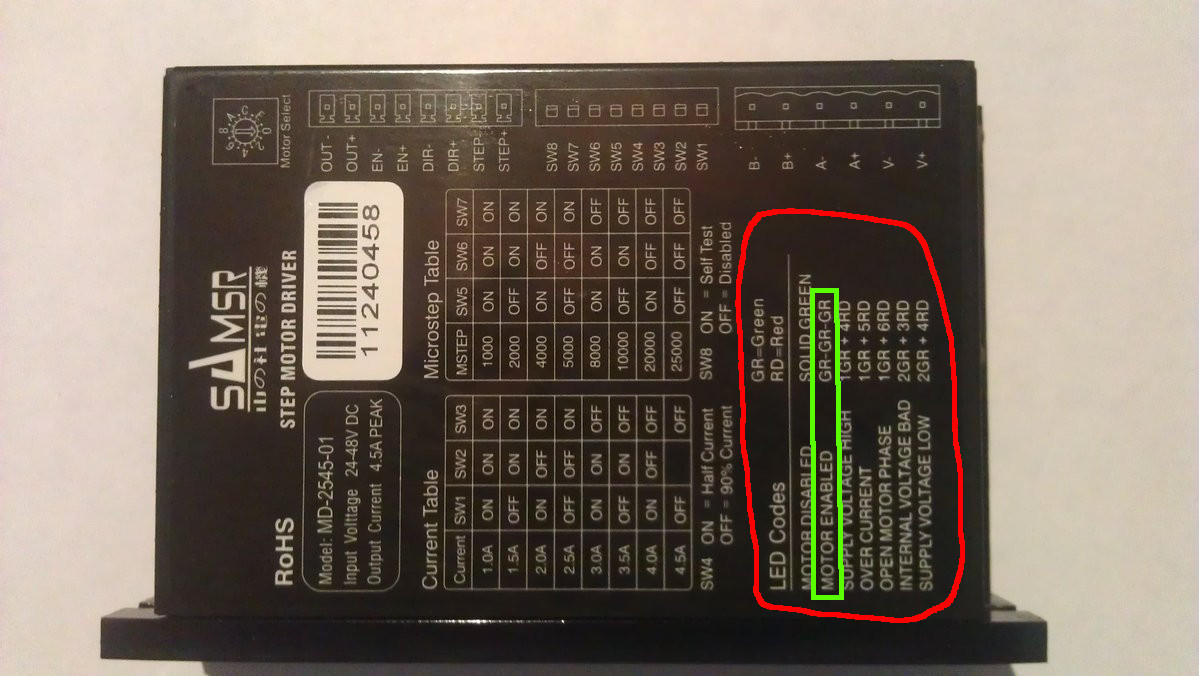 SAMSR
STEP MOTOR DRIVER
RoHS
Model: MD-2545-01
Input Volttage 24-48V DC
Output Current 4.5A PEAK
11240458
Motor Select
Current Table
Current SW1 SW2 SW3
1.0A ON ON ON
1.5A OFF ON ON
2.0A ON OFF ON
2.5A OFF OFF ON
3.0A ON ON OFF
3.5A OFF ON OFF
4.0A ON OFF OFF
4.5A OFF OFF
SW4 ON = Half Current
OFF = 90% Current
Microstep Table
MSTEP SW5 SW6 SW7
1000 ON ON ON
2000 OFF ON ON
4000 ON OFF ON
5000 OFF OFF ON
8000 ON ON OFF
10000 OFF ON OFF
20000 ON OFF OFF
25000 OFF OFF OFF
SW8 ON = Self Test
OFF = Disabled
OUT-
OUT+
EN-
EN+
DIR-
DIR+
STEP-
STEP+
SW8
SW7
SW6
SW5
SW4
SW3
SW2
SW1
B-
B+
A-
A+
V-
V+
GR=Green
LED Codes RD=Red
MOTOR DISABLED SOLID GREEN
MOTOR ENABLED GR-GR-GR
SUPPLY VOLTAGE HIGH 1GR + 4RD
OVER CURRENT 1GR + 5RD
OPEN MOTOR PHASE 1GR + 6RD
INTERNAL VOLTAGE BAD 2GR + 3RD
SUPPLY VOLTAGE LOW 2GR + 4RD